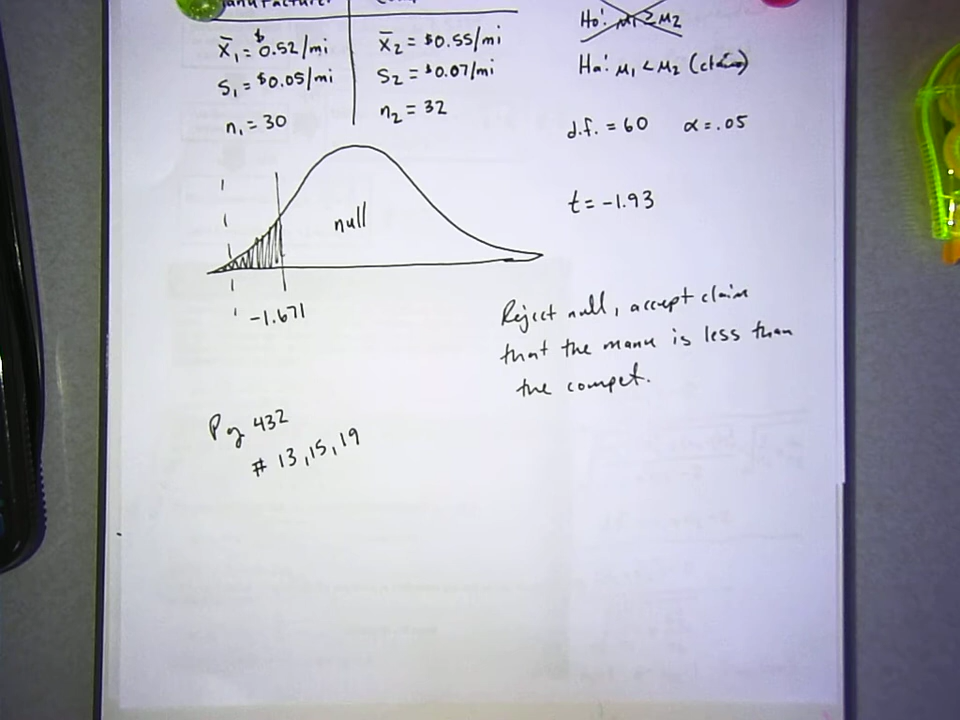 Manufacturer
x̄₁ = $0.52/mi
s₁ = $0.05/mi
n₁ = 30
x̄₂ = $0.55/mi
s₂ = $0.07/mi
n₂ = 32
Ho: μ₁ ≥ μ₂
Ha: μ₁ < μ₂ (claim)
d.f. = 60 α = .05
t = -1.93
null
-1.671
Reject null, accept claim
that the manu is less than
the compet.
Pg 432
# 13, 15, 19